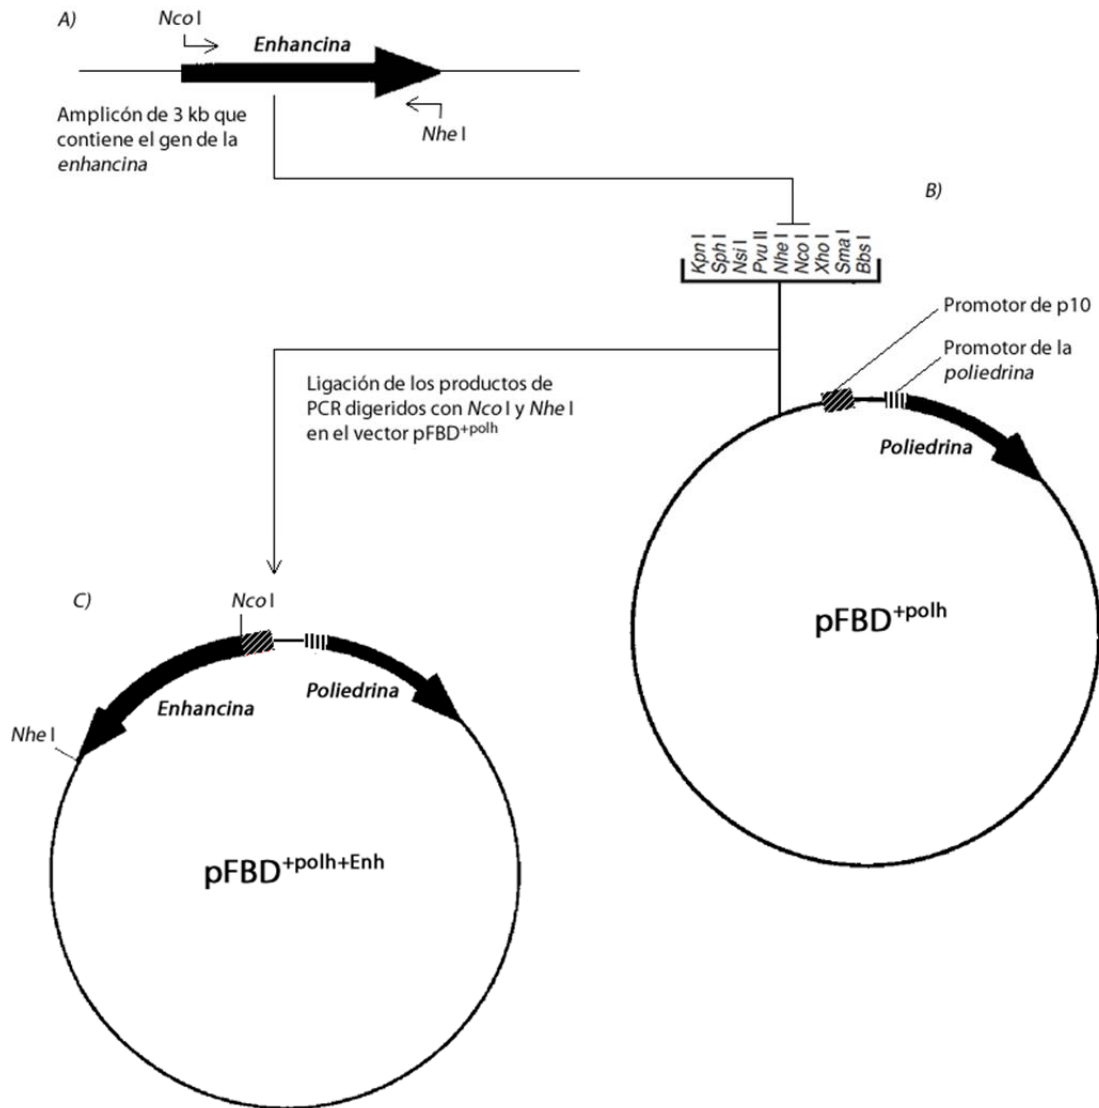 A)
Nco I
Enhancina
Amplicón de 3 kb que
contiene el gen de la
enhancina
Nhe I
B)
Kpn I
Sph I
Nsi I
Pvu II
Nhe I
Nco I
Xho I
Sma I
Bbs I
Promotor de p10
Promotor de la
poliedrina
Poliedrina
Ligación de los productos de
PCR digeridos con Nco I y Nhe I
en el vector pFBD+polh
pFBD+polh
C)
Nco I
Enhancina
Poliedrina
Nhe I
pFBD+polh+Enh